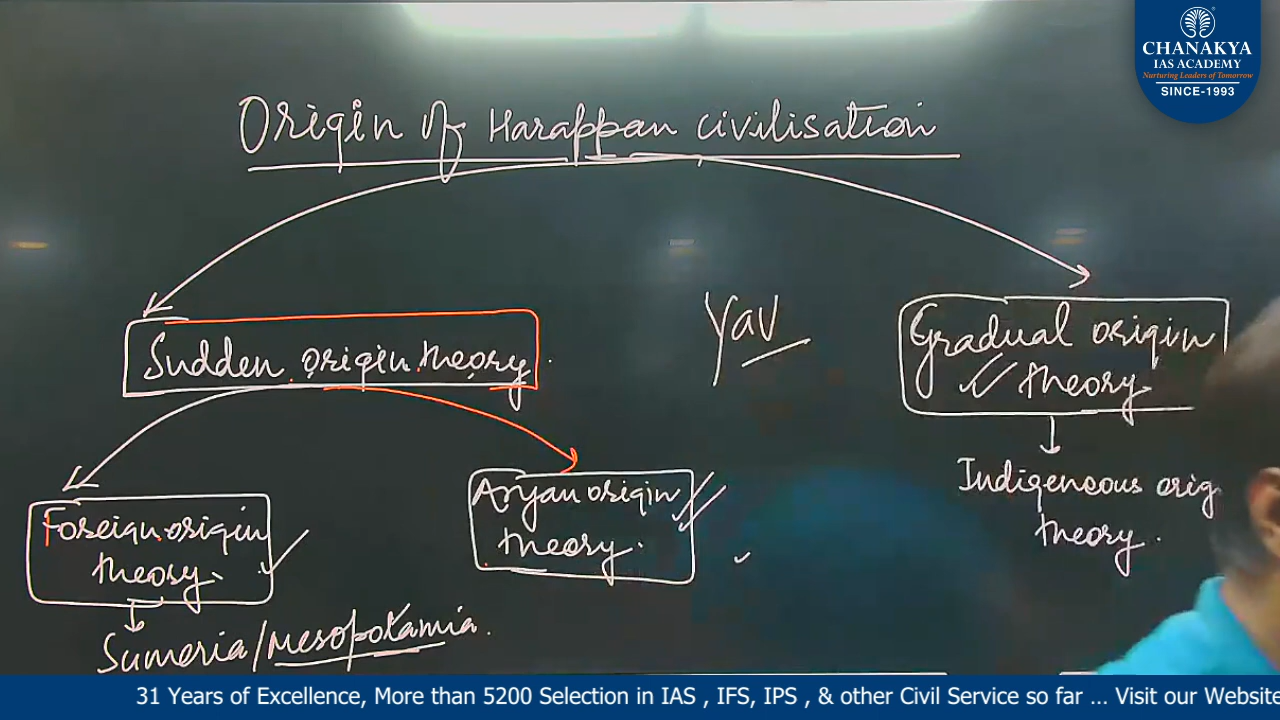 CHANAKYA
IAS ACADEMY
Nurturing Leaders of Tomorrow
SINCE-1993
Origin of Harappan civilisation
Sudden origin theory.
Yav
Gradual origin
theory.
Foreign origin
theory.
Aryan origin
theory.
Indigeneous orig
theory.
Sumeria/Mesopotamia.
31 Years of Excellence, More than 5200 Selection in IAS , IFS, IPS , & other Civil Service so far ... Visit our Website